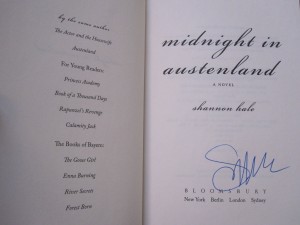 by the same author
The Actor and the Housewife
Austenland
For Young Readers:
Princess Academy
Book of a Thousand Days
Rapunzel's Revenge
Calamity Jack
The Books of Bayern:
The Goose Girl
Enna Burning
River Secrets
Forest Born
midnight in
austenland
A NOVEL
shannon hale
BLOOMSBURY
New York Berlin London Sydney